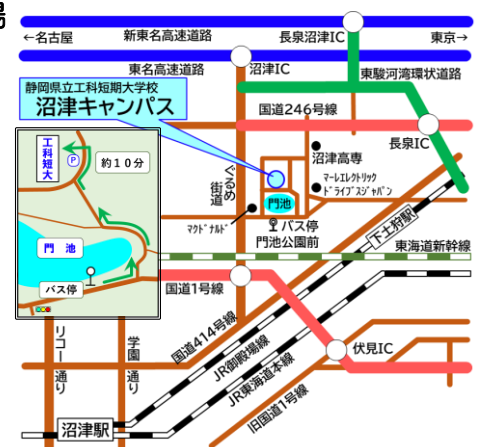 場
←名古屋
新東名高速道路
長泉沼津IC
東京→
東名高速道路
沼津IC
東駿河湾環状道路
静岡県立工科短期大学校
沼津キャンパス
国道246号線
長泉IC
沼津高専
マーレエレクトリック
ドライブスジャパン
ぐるめ
街道
門池
マクドナルド
バス停
門池公園前
下土狩駅
東海道新幹線
工科短大
P
約10分
門 池
バス停
国道1号線
国道414号線
JR御殿場線
JR東海道本線
旧国道1号線
伏見IC
リコー通り
学園通り
沼津駅